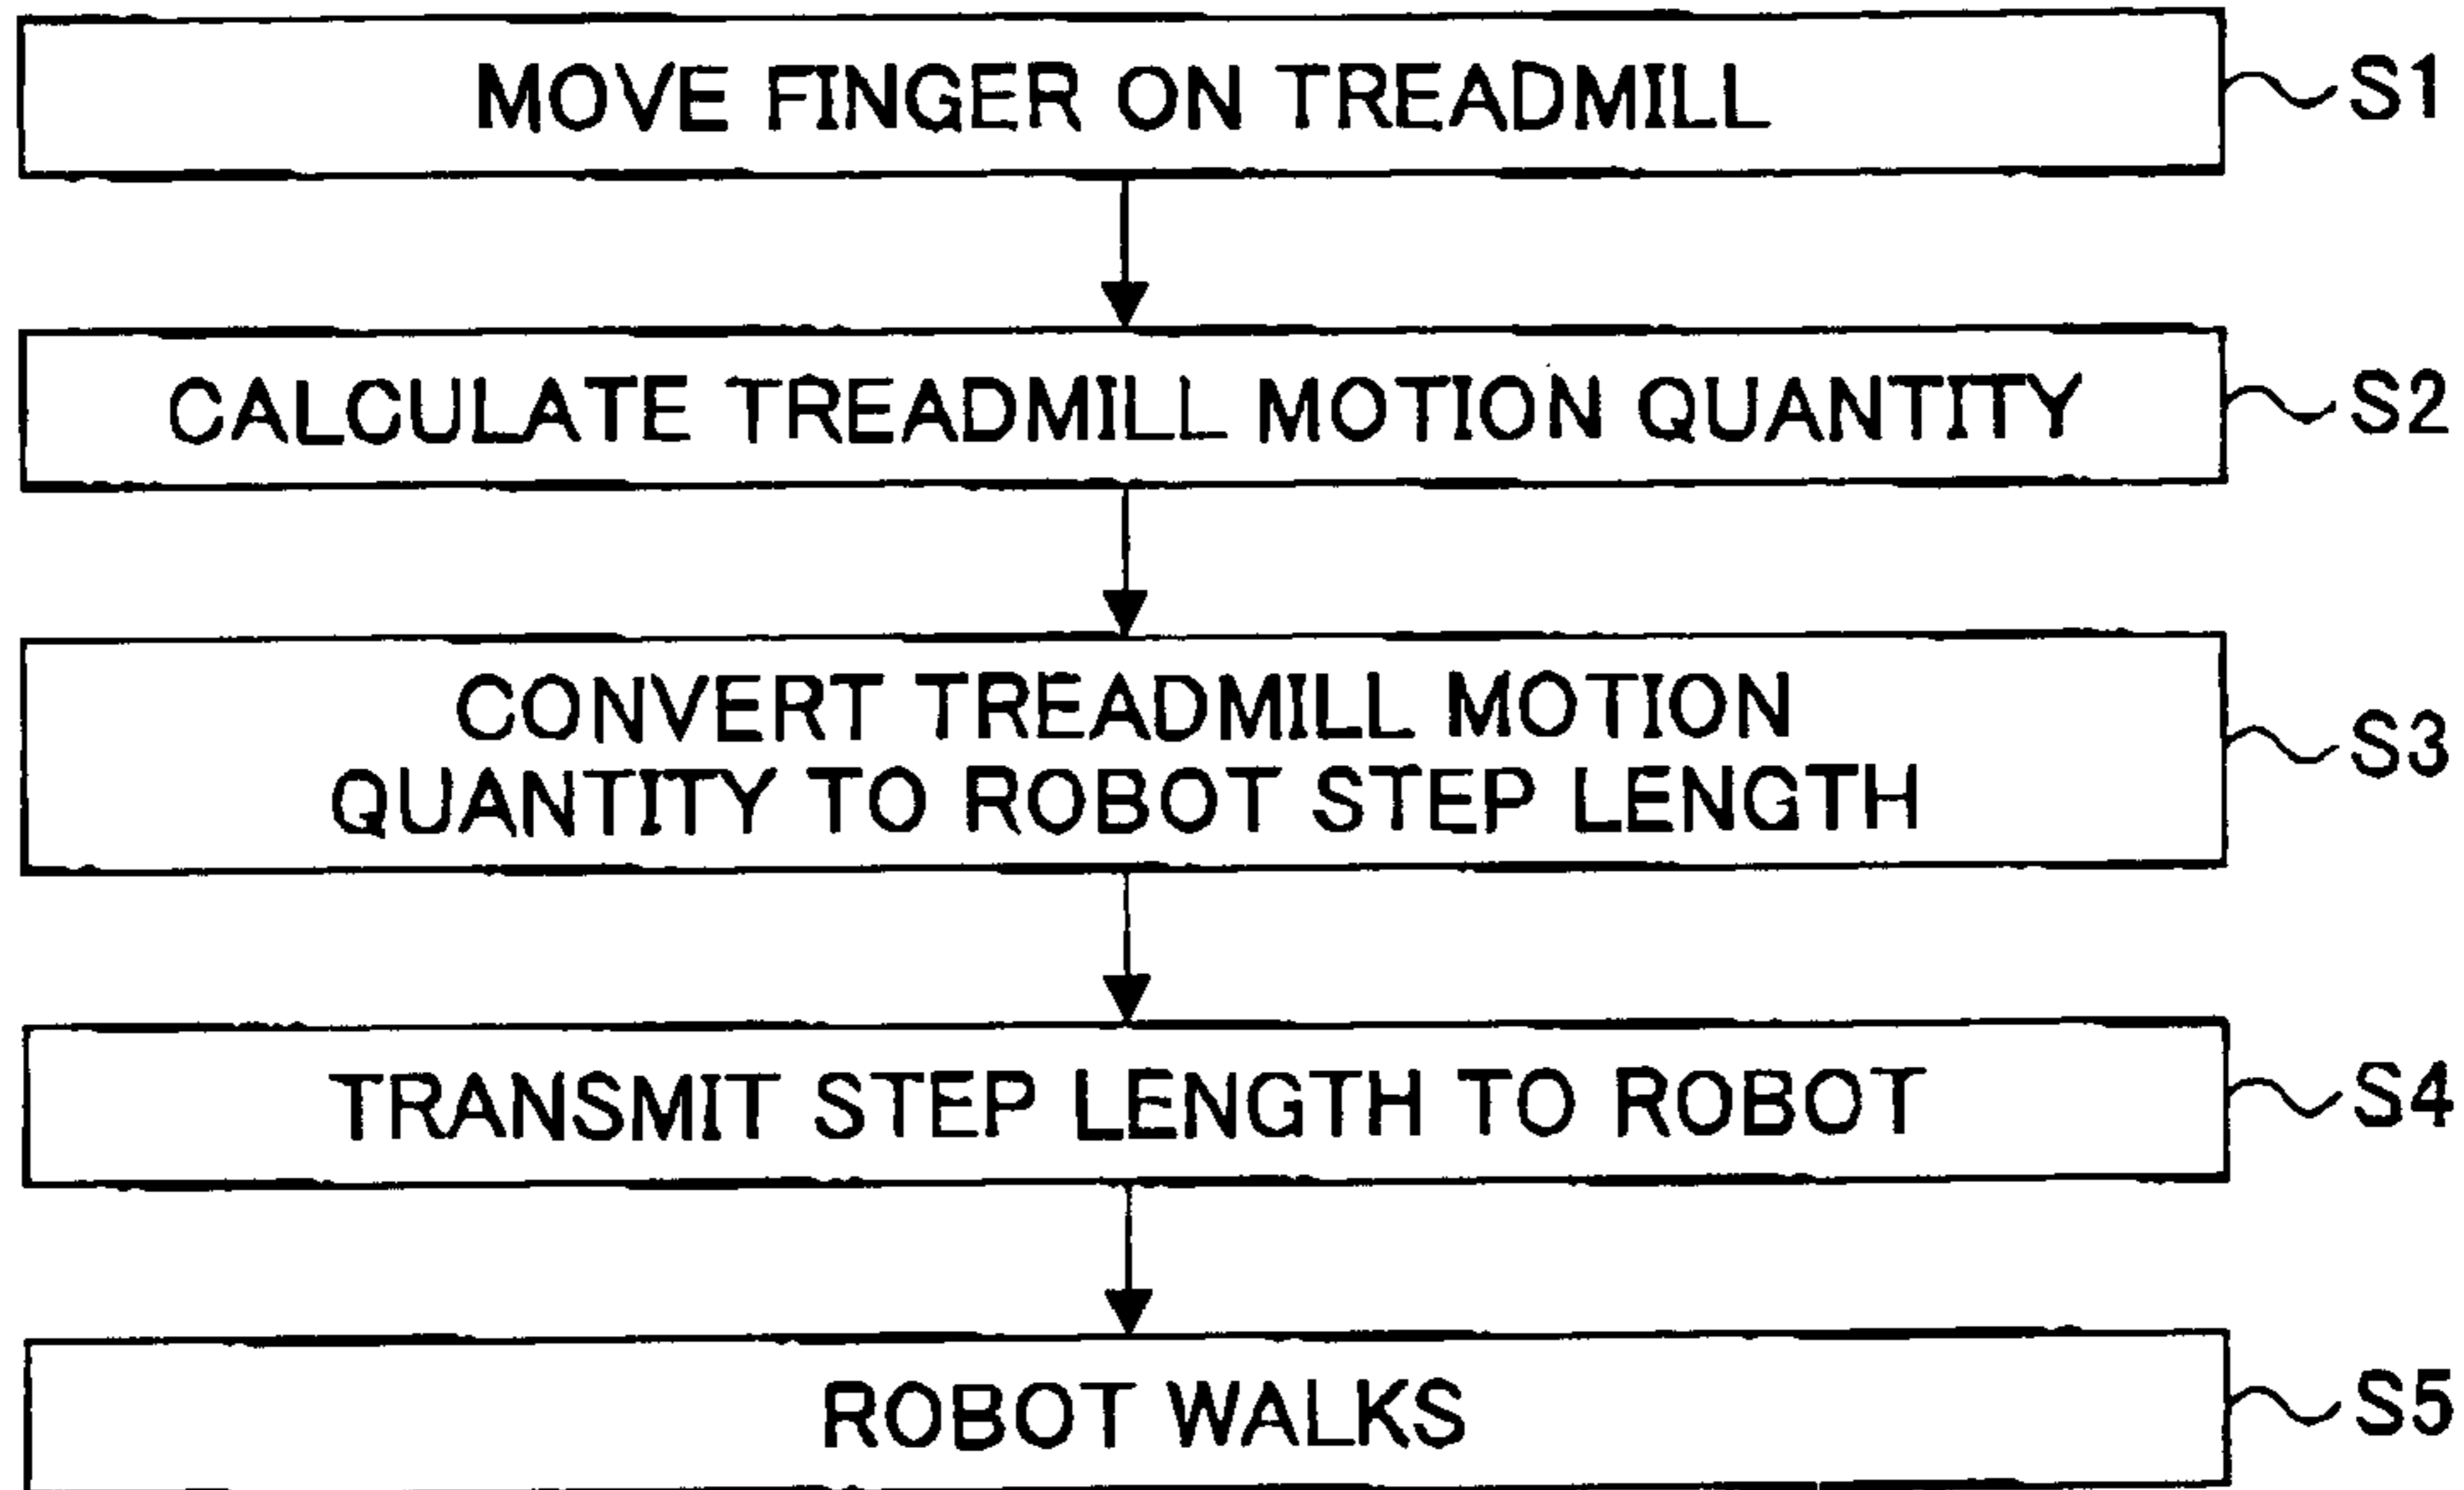 MOVE FINGER ON TREADMILL
S1
CALCULATE TREADMILL MOTION QUANTITY
S2
CONVERT TREADMILL MOTION
QUANTITY TO ROBOT STEP LENGTH
S3
TRANSMIT STEP LENGTH TO ROBOT
S4
ROBOT WALKS
S5